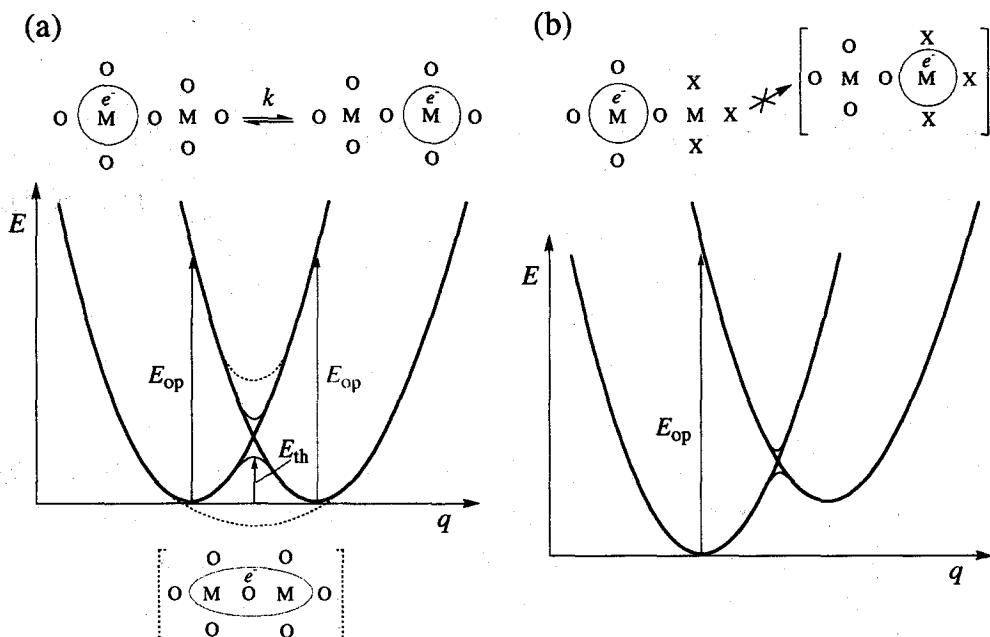 (a)
O O
e⁻ M O M O
O O
k
O O
O M O e⁻ M O
O O
E
E_op
E_op
E_th
q
[ O O
e⁻
O M O M O
O O ]
(b)
O X
O e⁻ M O M X
O X
[ O X
O M O e⁻ M X
O X ]
E
E_op
q